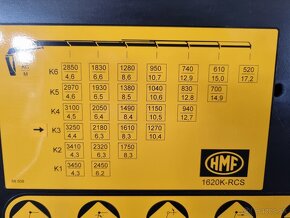 KG
M
K6 2850 1830 1280 950 740 610 520
4,6 6,6 8,6 10,7 12,9 15,0 17,2
K5 2970 1930 1380 1040 830 700
4,5 6,5 8,5 10,6 12,8 14,9
K4 3100 2050 1490 1150 940
4,5 6,4 8,4 10,5 12,7
K3 3250 2180 1610 1270
4,4 6,3 8,3 10,4
K2 3410 2320 1750
4,3 6,2 8,3
K1 3450 2450
4,3 6,2
HMF
1620K-RCS